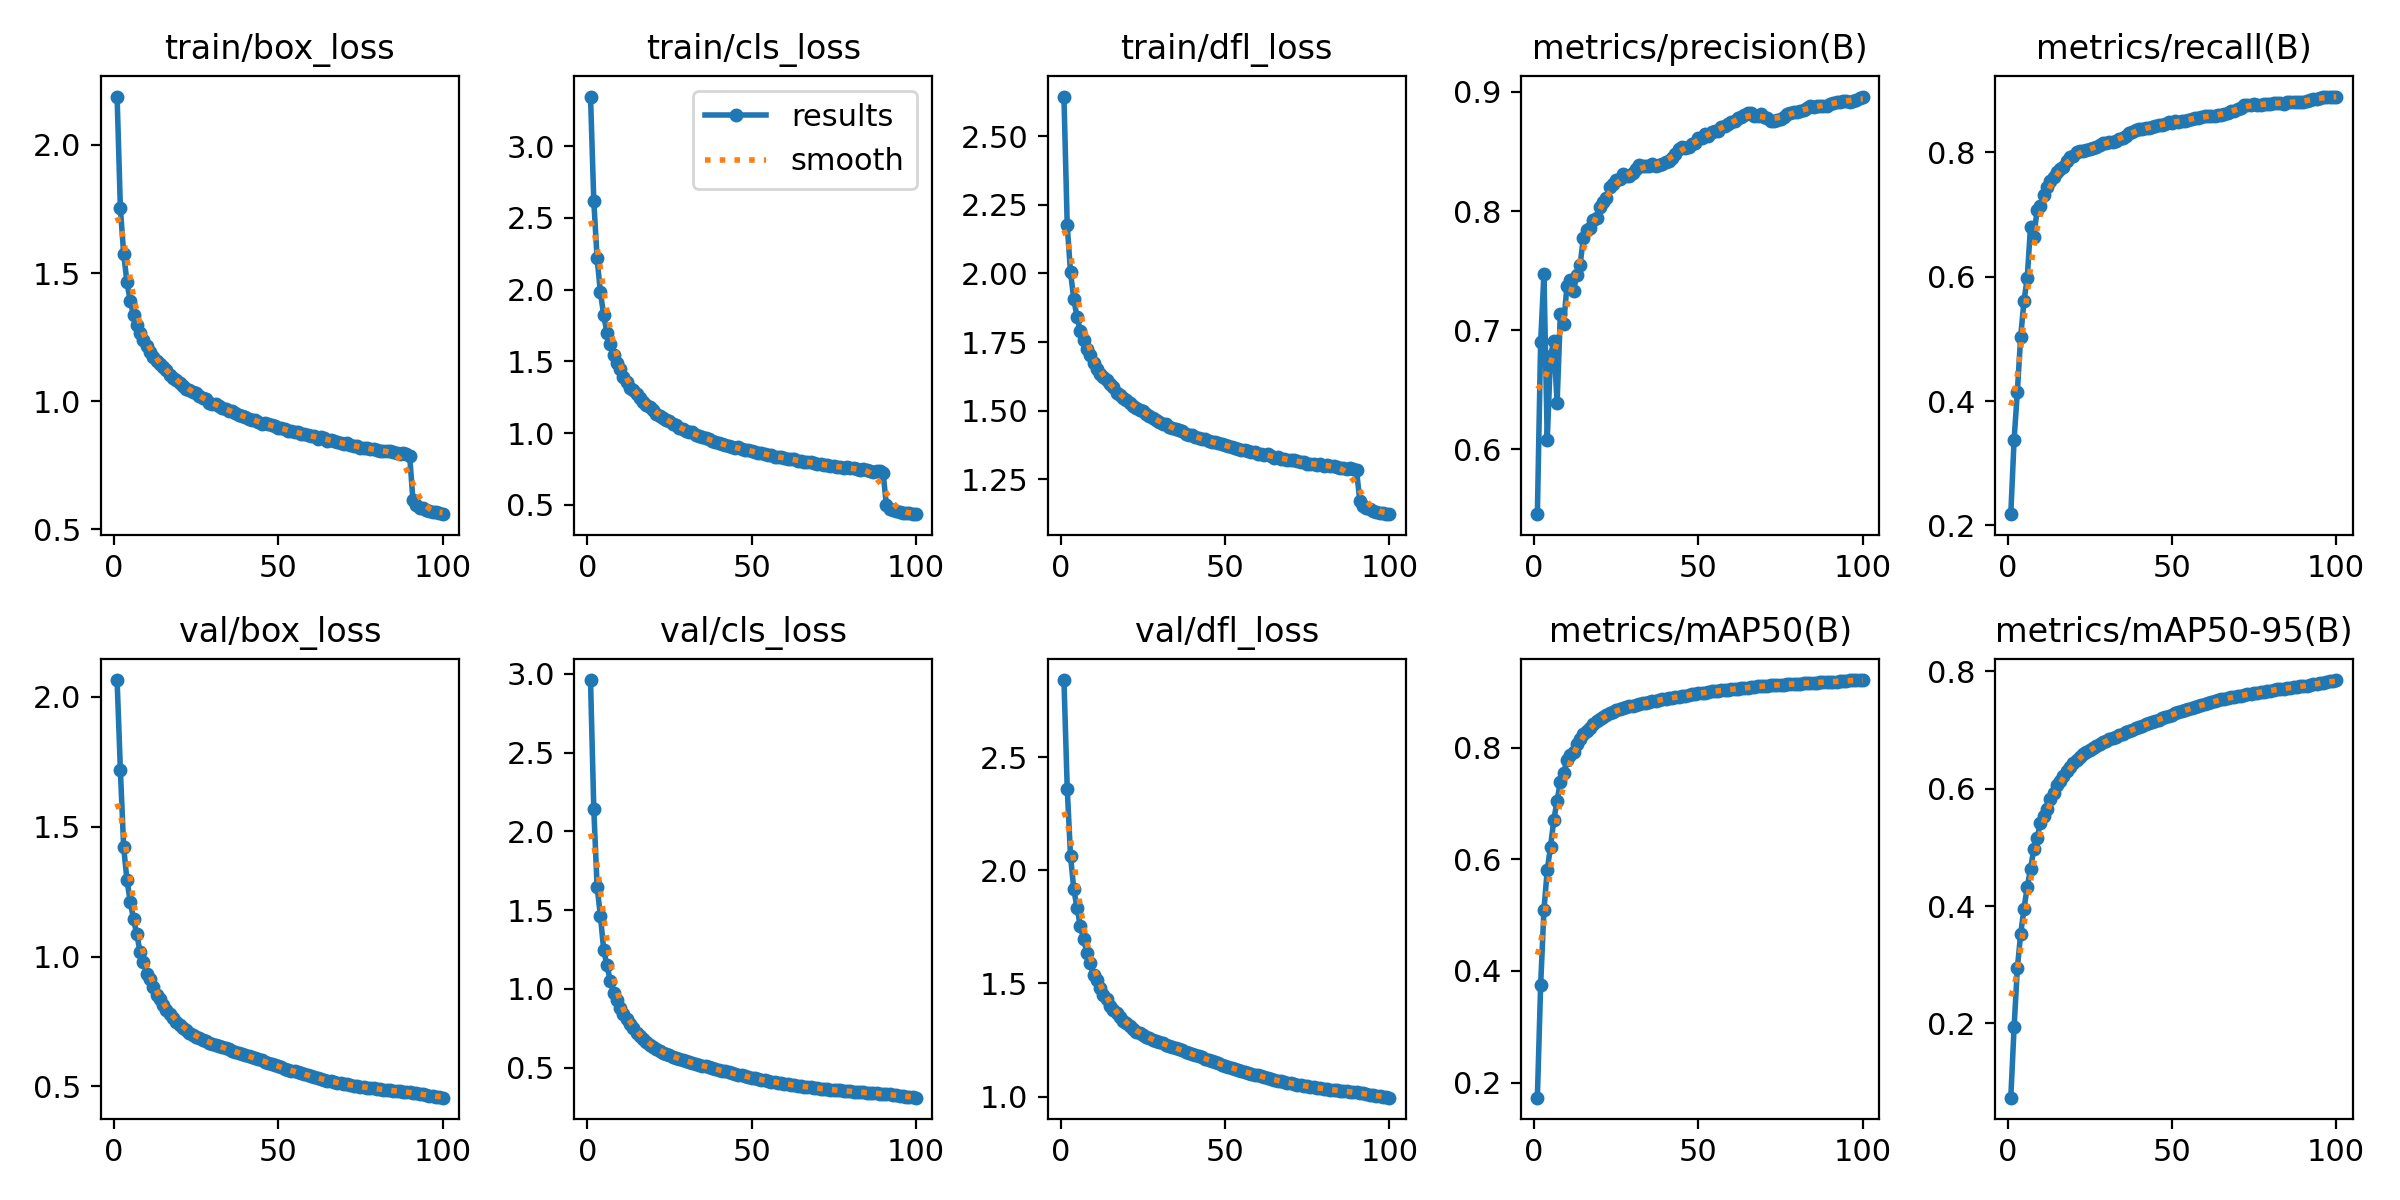 train/box_loss
2.0
1.5
1.0
0.5
0 50 100
train/cls_loss
results
smooth
3.0
2.5
2.0
1.5
1.0
0.5
0 50 100
train/dfl_loss
2.50
2.25
2.00
1.75
1.50
1.25
0 50 100
metrics/precision(B)
0.9
0.8
0.7
0.6
0 50 100
metrics/recall(B)
0.8
0.6
0.4
0.2
0 50 100
val/box_loss
2.0
1.5
1.0
0.5
0 50 100
val/cls_loss
3.0
2.5
2.0
1.5
1.0
0.5
0 50 100
val/dfl_loss
2.5
2.0
1.5
1.0
0 50 100
metrics/mAP50(B)
0.8
0.6
0.4
0.2
0 50 100
metrics/mAP50-95(B)
0.8
0.6
0.4
0.2
0 50 100